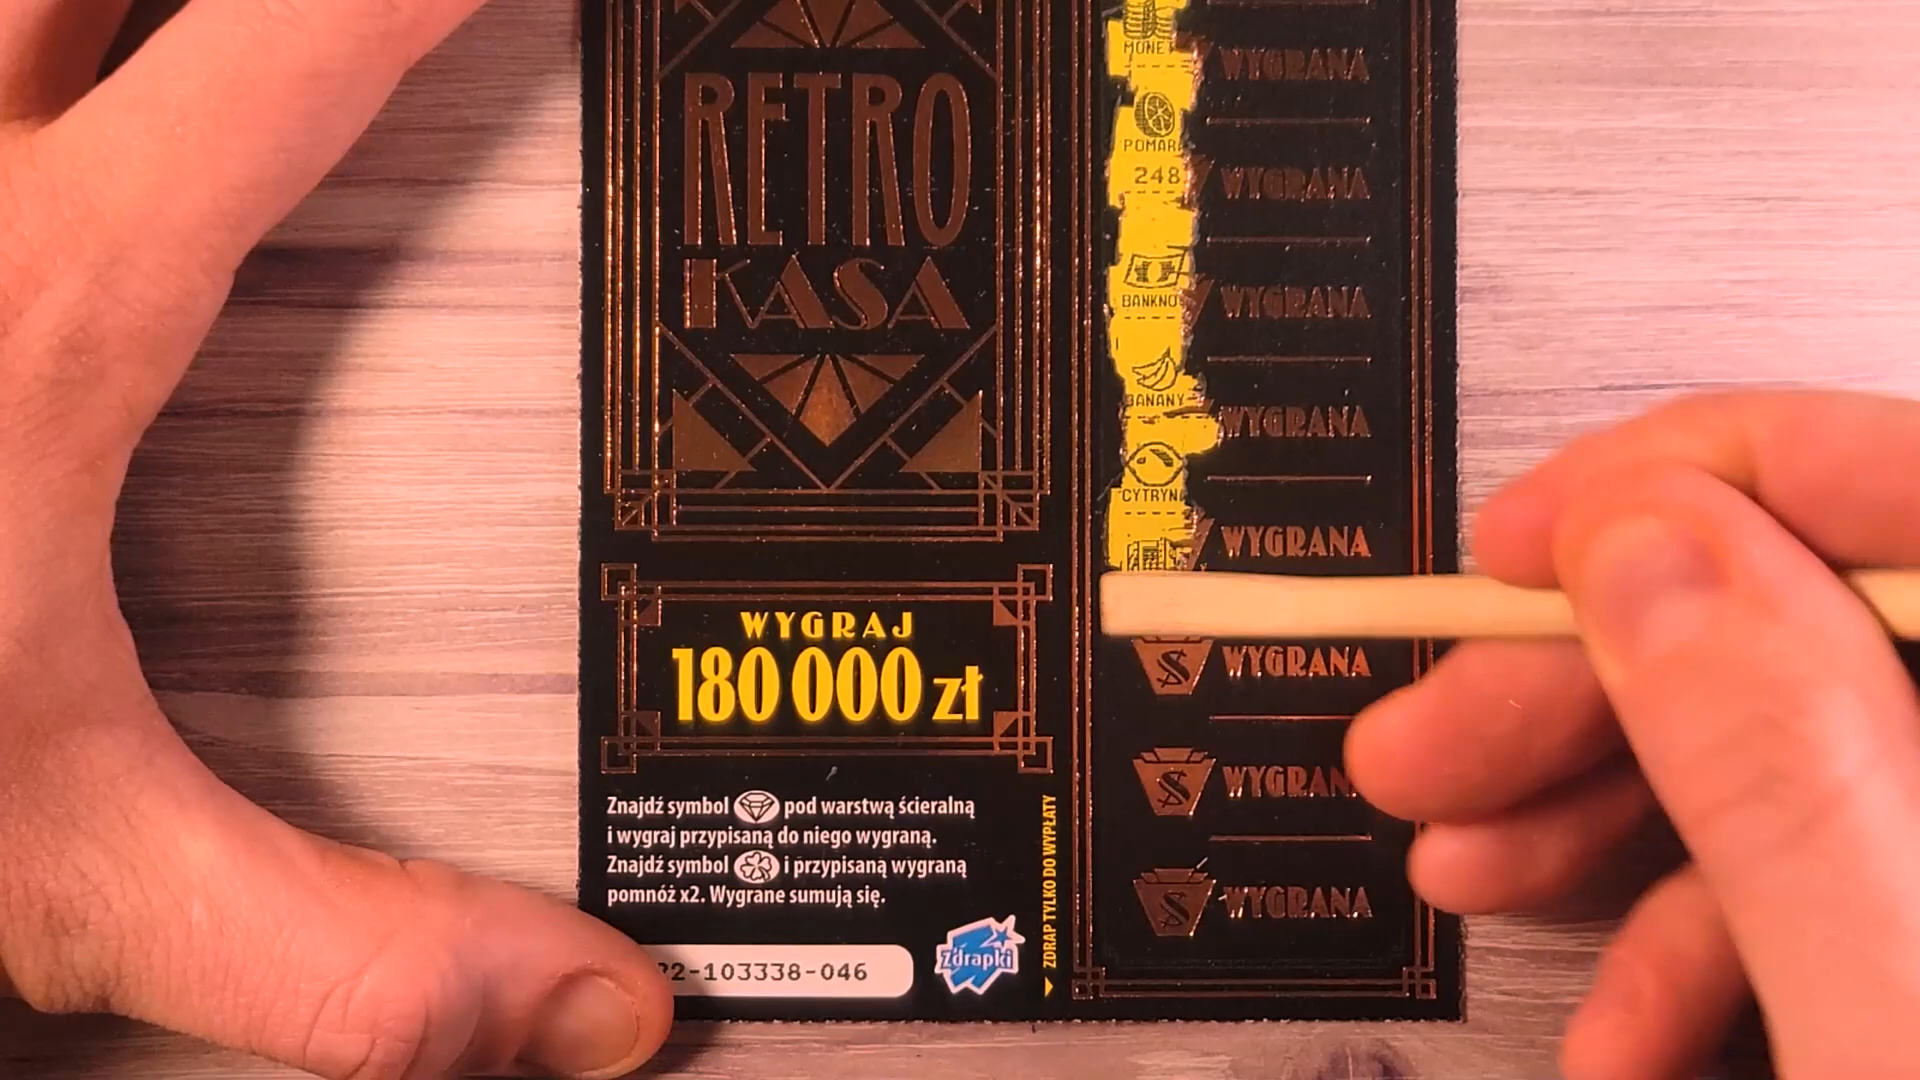 RETRO
KASA
WYGRAJ
180 000 zł
Znajdź symbol pod warstwą ścieralną
i wygraj przypisaną do niego wygraną.
Znajdź symbol i przypisaną wygraną
pomnóż x2. Wygrane sumują się.
2-103338-046
Zdrapki
ZDRAP TYLKO DO WYPŁATY
MONET
WYGRANA
POMAR
248
WYGRANA
BANKNO
WYGRANA
BANANY
WYGRANA
CYTRYN
WYGRANA
WYGRANA
WYGRAN
WYGRANA